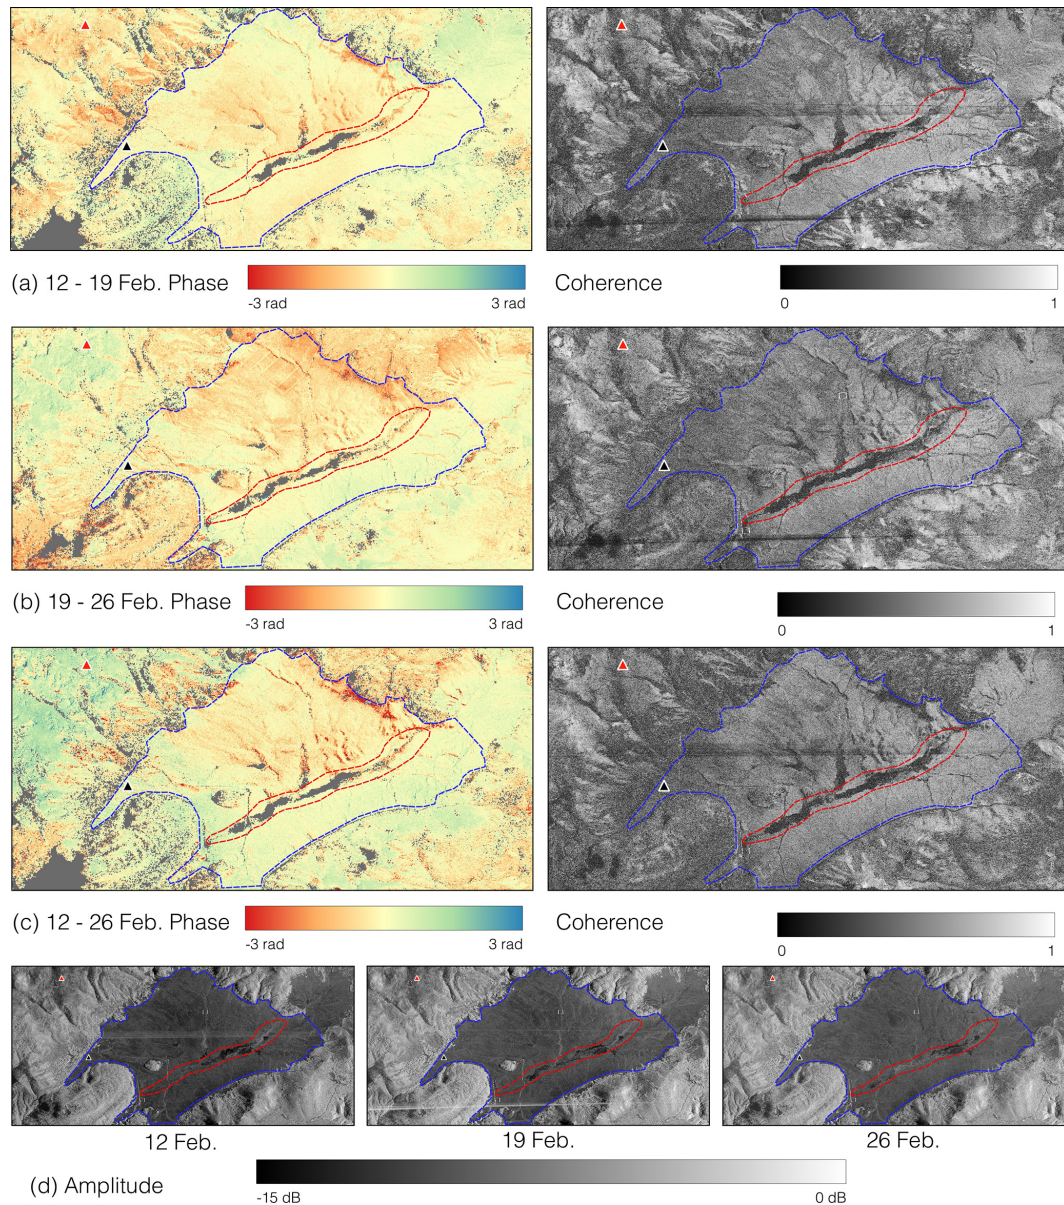 (a) 12 - 19 Feb. Phase
-3 rad
3 rad
Coherence
0
1
(b) 19 - 26 Feb. Phase
-3 rad
3 rad
Coherence
0
1
(c) 12 - 26 Feb. Phase
-3 rad
3 rad
Coherence
0
1
12 Feb.
19 Feb.
26 Feb.
(d) Amplitude
-15 dB
0 dB